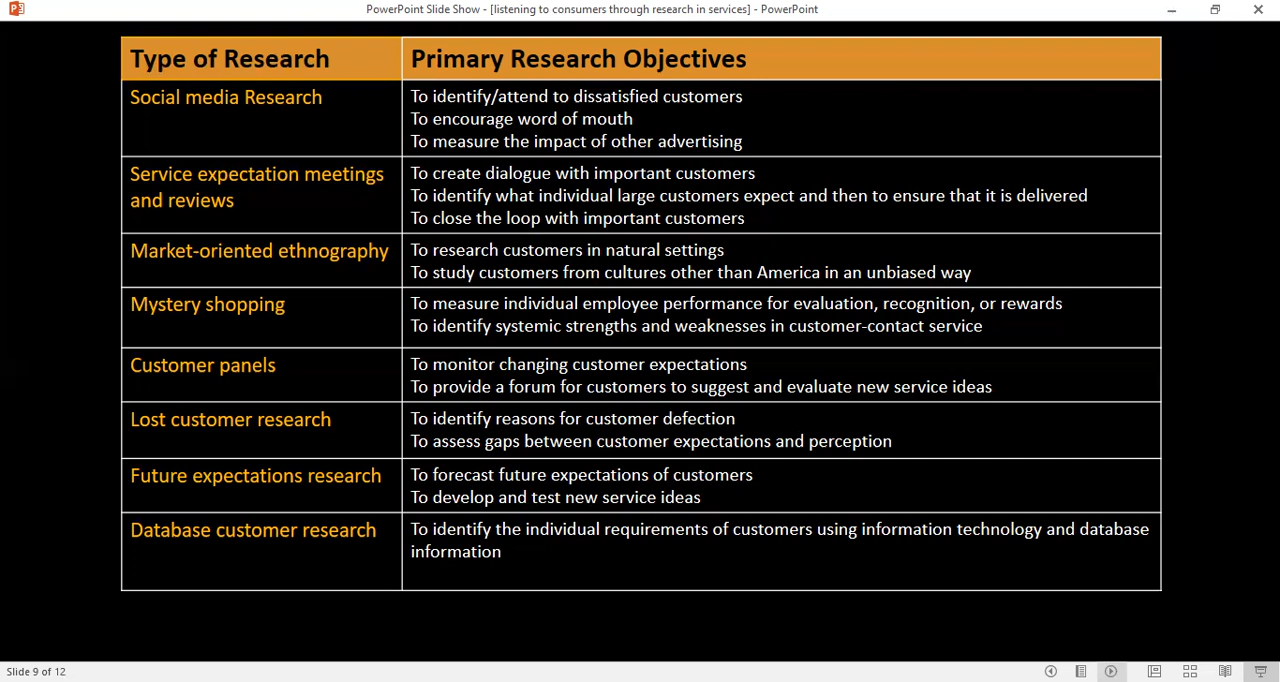 PowerPoint Slide Show - [listening to consumers through research in services] - PowerPoint
Type of Research
Primary Research Objectives
Social media Research
To identify/attend to dissatisfied customers
To encourage word of mouth
To measure the impact of other advertising
Service expectation meetings
and reviews
To create dialogue with important customers
To identify what individual large customers expect and then to ensure that it is delivered
To close the loop with important customers
Market-oriented ethnography
To research customers in natural settings
To study customers from cultures other than America in an unbiased way
Mystery shopping
To measure individual employee performance for evaluation, recognition, or rewards
To identify systemic strengths and weaknesses in customer-contact service
Customer panels
To monitor changing customer expectations
To provide a forum for customers to suggest and evaluate new service ideas
Lost customer research
To identify reasons for customer defection
To assess gaps between customer expectations and perception
Future expectations research
To forecast future expectations of customers
To develop and test new service ideas
Database customer research
To identify the individual requirements of customers using information technology and database
information
Slide 9 of 12